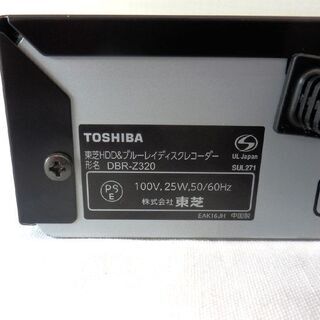 TOSHIBA
東芝HDD&ブルーレイディスクレコーダー
形名 DBR-Z320
UL Japan
SUL271
PS
E
100V, 25W, 50/60Hz
株式会社 東芝
EAK16JH 中国製